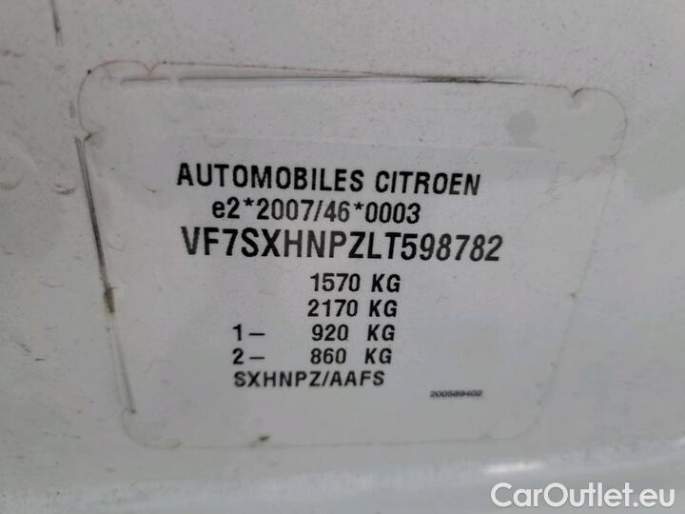 AUTOMOBILES CITROEN
e2*2007/46*0003
VF7SXHNPZLT598782
1570 KG
2170 KG
1– 920 KG
2– 860 KG
SXHNPZ/AAFS
CarOutlet.eu